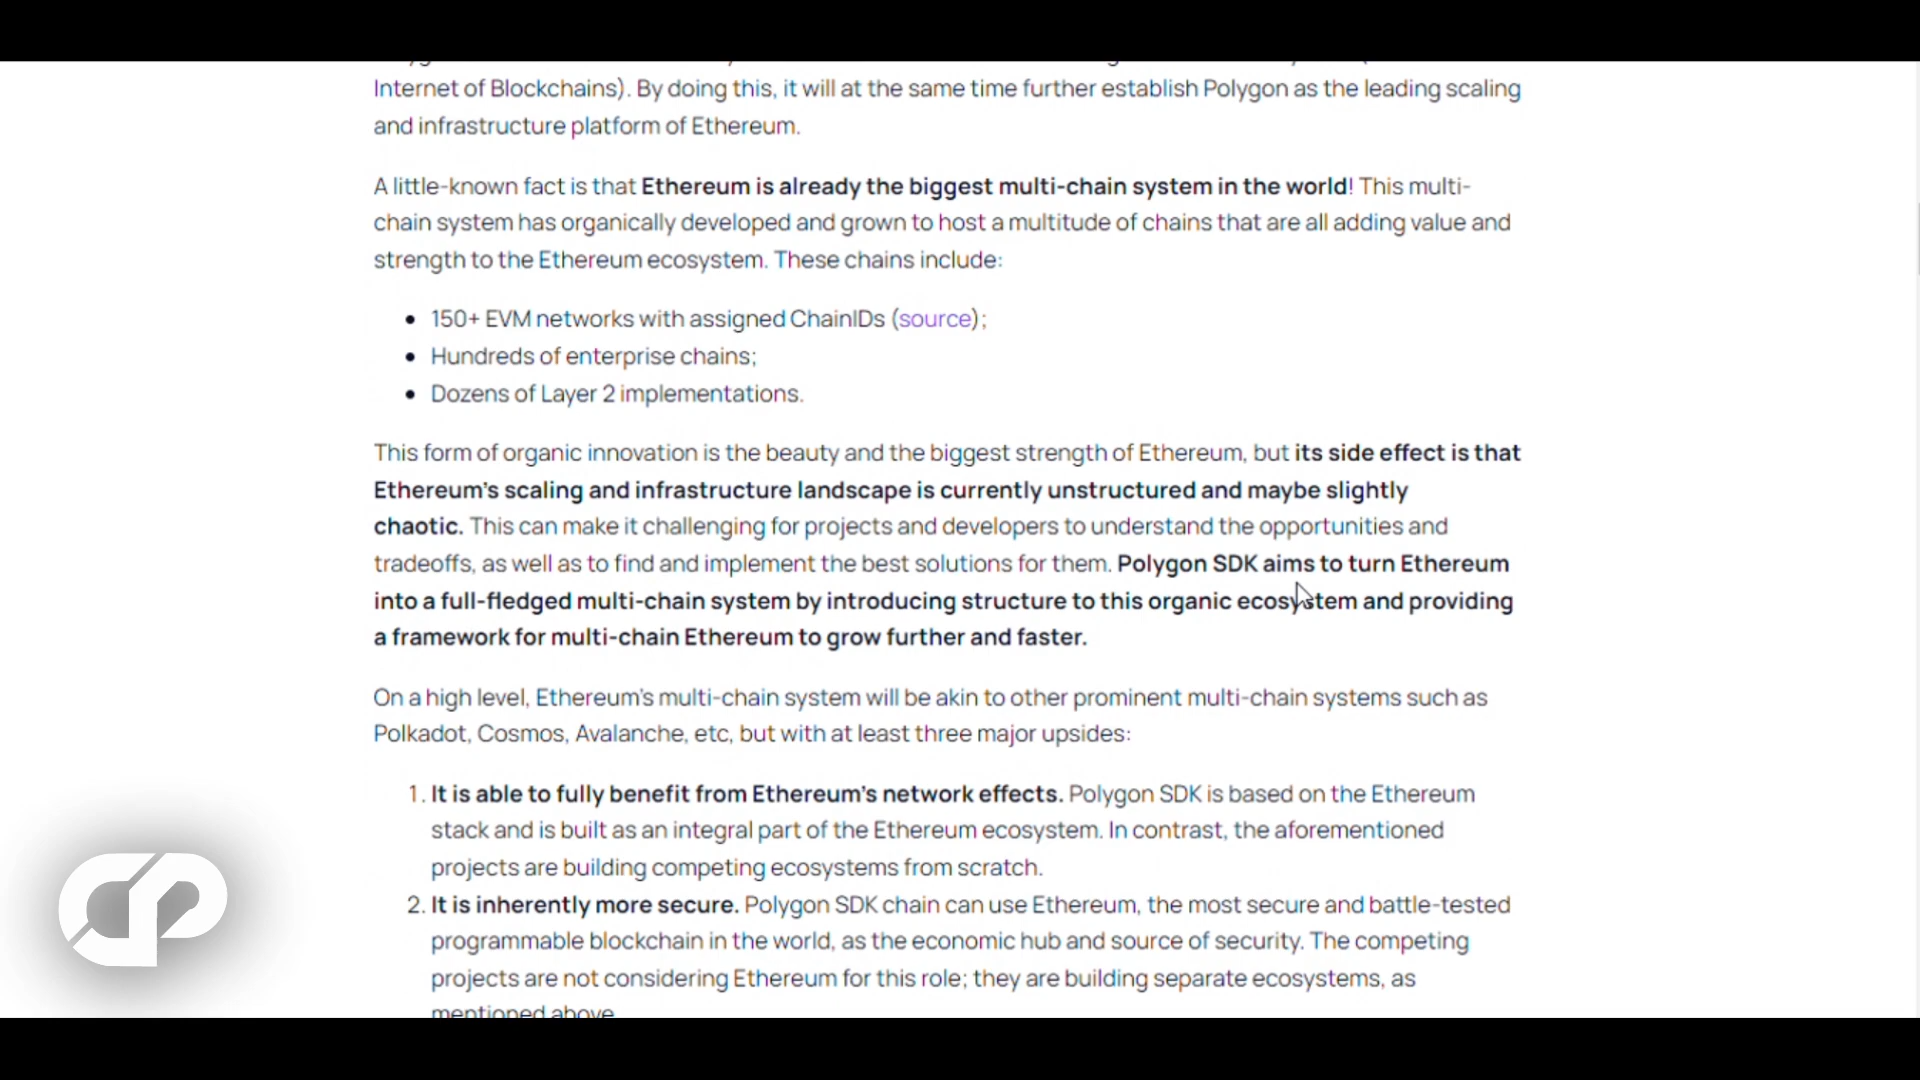 Internet of Blockchains). By doing this, it will at the same time further establish Polygon as the leading scaling
and infrastructure platform of Ethereum.
A little-known fact is that Ethereum is already the biggest multi-chain system in the world! This multi-
chain system has organically developed and grown to host a multitude of chains that are all adding value and
strength to the Ethereum ecosystem. These chains include:
• 150+ EVM networks with assigned ChainIDs (source);
• Hundreds of enterprise chains;
• Dozens of Layer 2 implementations.
This form of organic innovation is the beauty and the biggest strength of Ethereum, but its side effect is that
Ethereum's scaling and infrastructure landscape is currently unstructured and maybe slightly
chaotic. This can make it challenging for projects and developers to understand the opportunities and
tradeoffs, as well as to find and implement the best solutions for them. Polygon SDK aims to turn Ethereum
into a full-fledged multi-chain system by introducing structure to this organic ecosystem and providing
a framework for multi-chain Ethereum to grow further and faster.
On a high level, Ethereum's multi-chain system will be akin to other prominent multi-chain systems such as
Polkadot, Cosmos, Avalanche, etc, but with at least three major upsides:
1. It is able to fully benefit from Ethereum's network effects. Polygon SDK is based on the Ethereum
stack and is built as an integral part of the Ethereum ecosystem. In contrast, the aforementioned
projects are building competing ecosystems from scratch.
2. It is inherently more secure. Polygon SDK chain can use Ethereum, the most secure and battle-tested
programmable blockchain in the world, as the economic hub and source of security. The competing
projects are not considering Ethereum for this role; they are building separate ecosystems, as
mentioned above